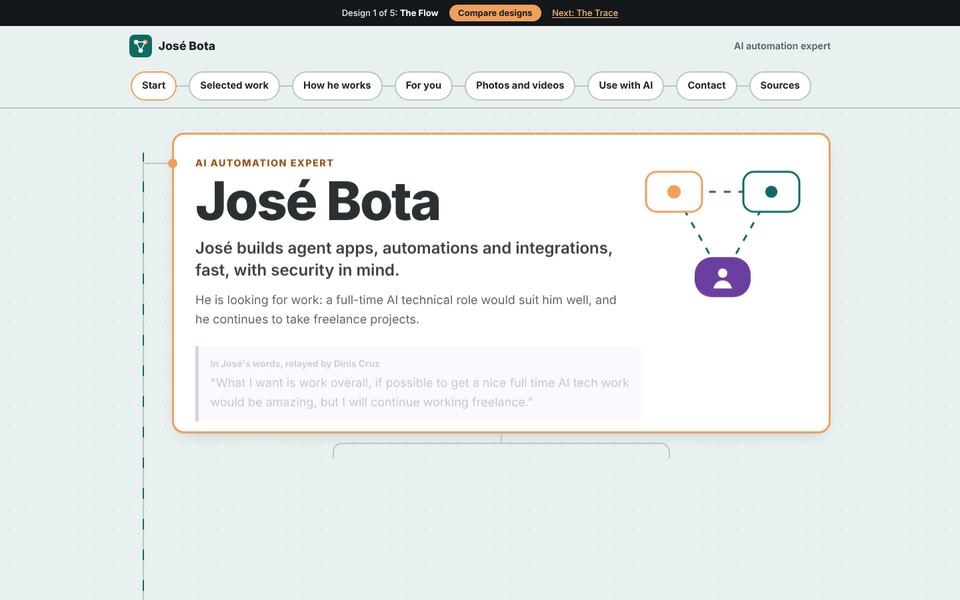 Design 1 of 5: The Flow
Compare designs
Next: The Trace
José Bota
AI automation expert
Start
Selected work
How he works
For you
Photos and videos
Use with AI
Contact
Sources
AI AUTOMATION EXPERT
José Bota
José builds agent apps, automations and integrations,
fast, with security in mind.
He is looking for work: a full-time AI technical role would suit him well, and
he continues to take freelance projects.
In José's words, relayed by Dinis Cruz
"What I want is work overall, if possible to get a nice full time AI tech work
would be amazing, but I will continue working freelance."